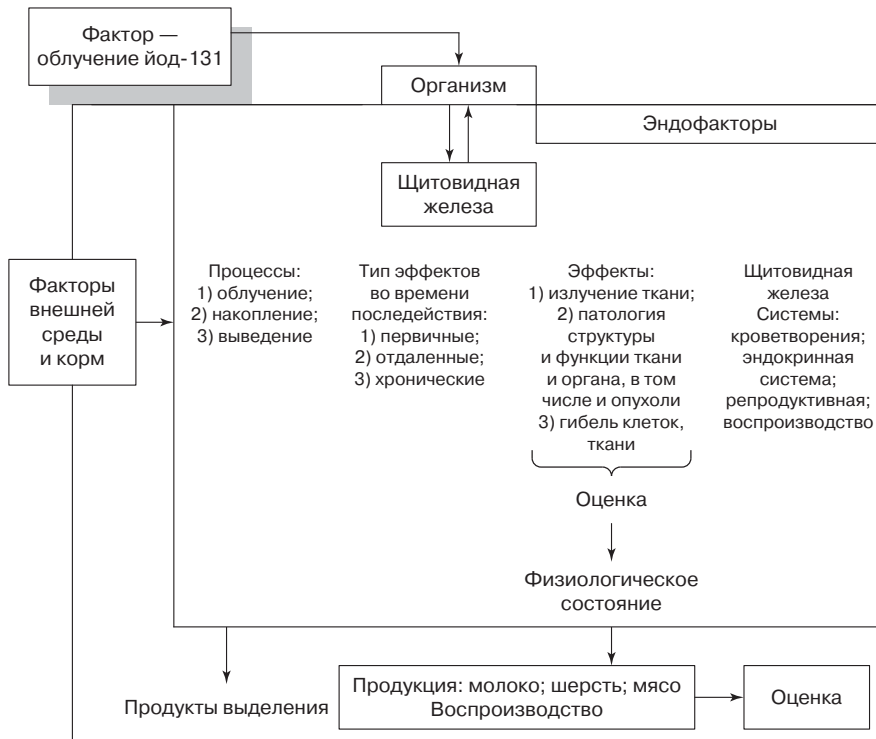 Фактор —
облучение йод-131
Организм
Эндофакторы
Щитовидная
железа
Факторы
внешней
среды
и корм
Процессы:
1) облучение;
2) накопление;
3) выведение
Тип эффектов
во времени
последействия:
1) первичные;
2) отдаленные;
3) хронические
Эффекты:
1) излучение ткани;
2) патология
структуры
и функции ткани
и органа, в том
числе и опухоли
3) гибель клеток,
ткани
Щитовидная
железа
Системы:
кроветворения;
эндокринная
система;
репродуктивная;
воспроизводство
Оценка
Физиологическое
состояние
Продукты выделения
Продукция: молоко; шерсть; мясо
Воспроизводство
Оценка